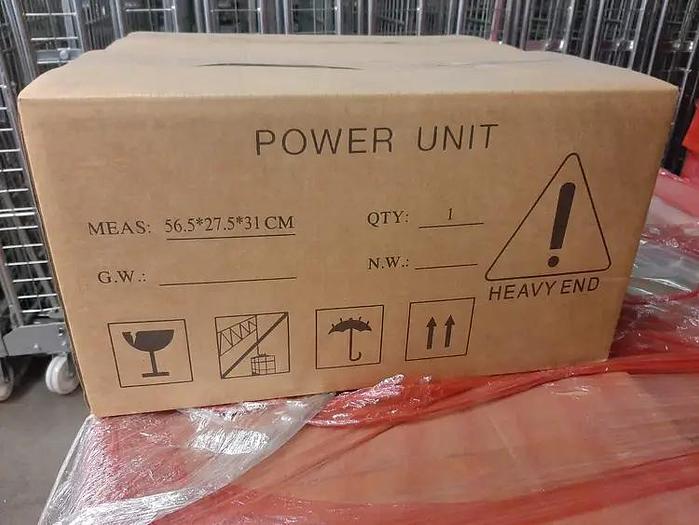 POWER UNIT
MEAS: 56.5*27.5*31 CM QTY: 1
G.W.: N.W.:
HEAVY END